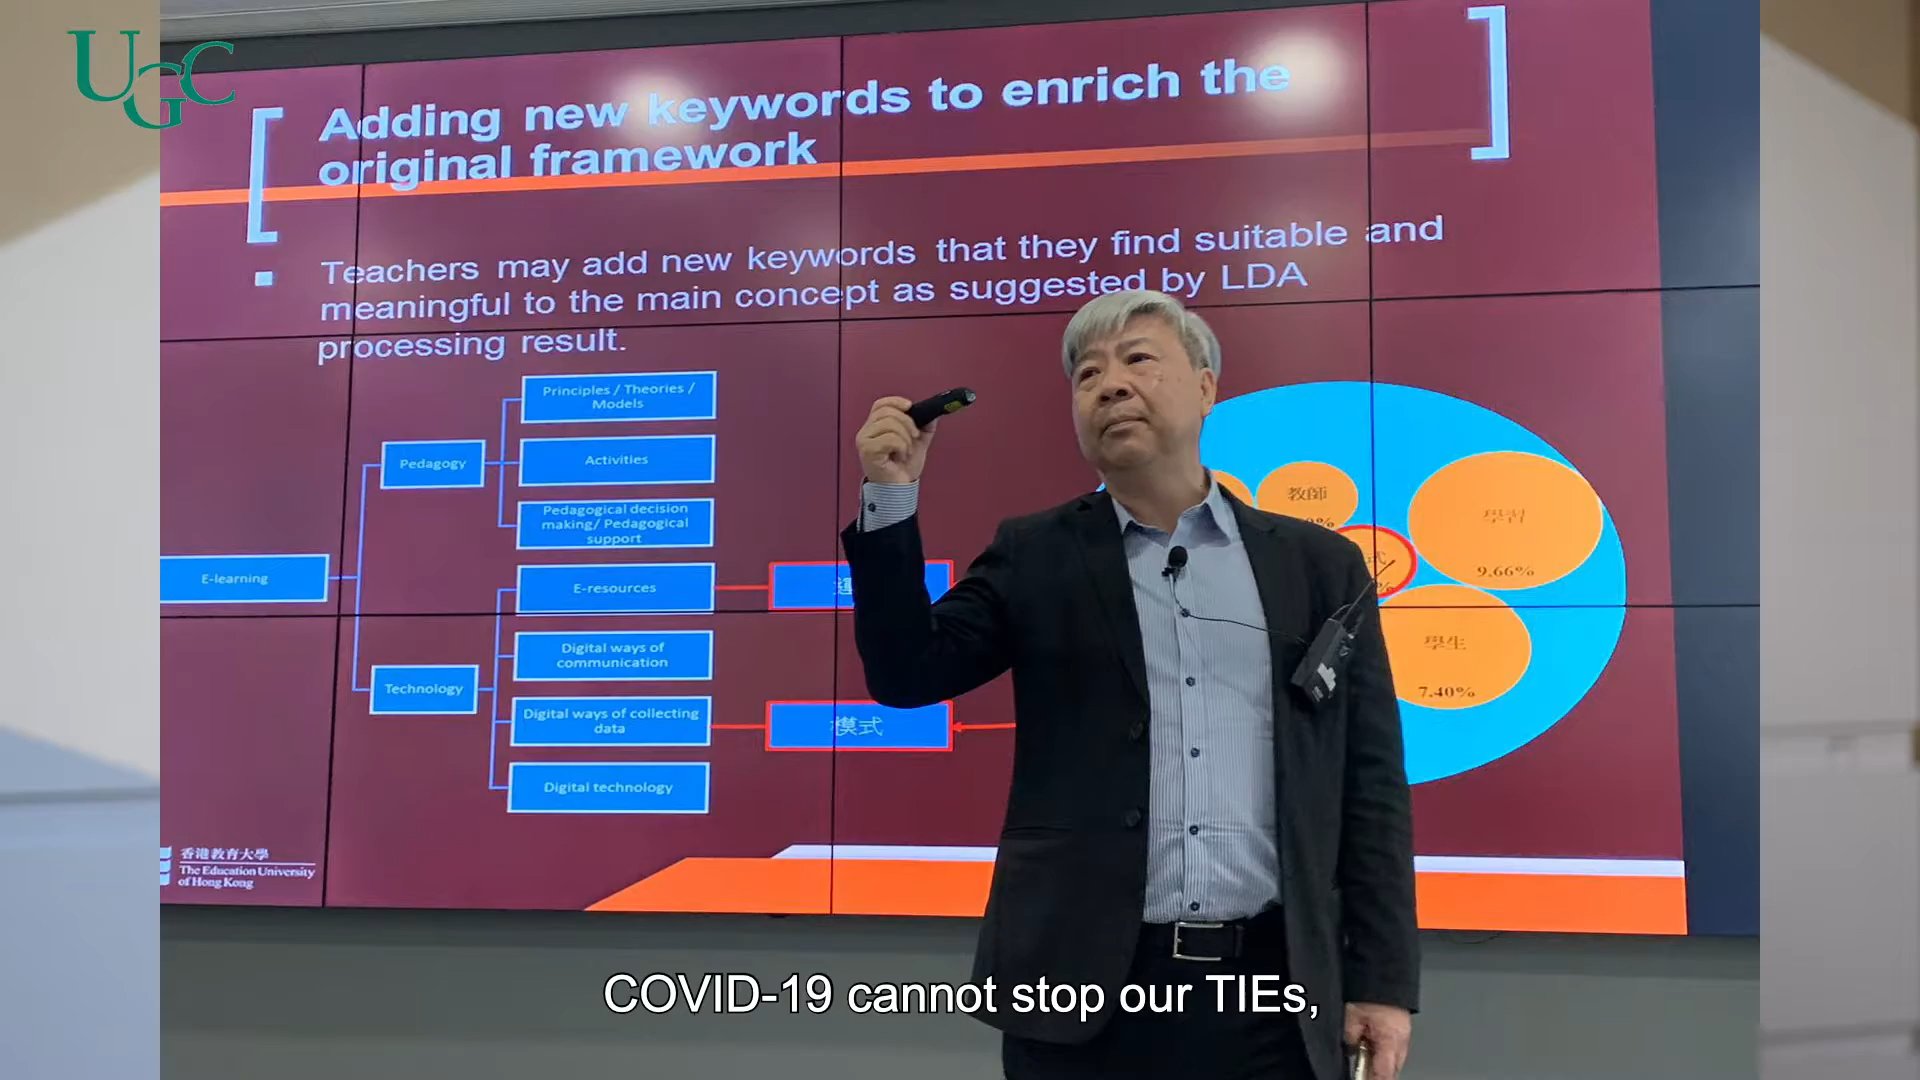 UGC
Adding new keywords to enrich the
original framework
Teachers may add new keywords that they find suitable and
meaningful to the main concept as suggested by LDA
processing result.
Principles / Theories /
Models
Pedagogy
Activities
Pedagogical decision
making/ Pedagogical
support
E-learning
E-resources
Digital ways of
communication
Technology
Digital ways of collecting
data
模式
Digital technology
教師
學習
9.66%
式
學生
7.40%
香港教育大學
The Education University
of Hong Kong
COVID-19 cannot stop our TIEs,